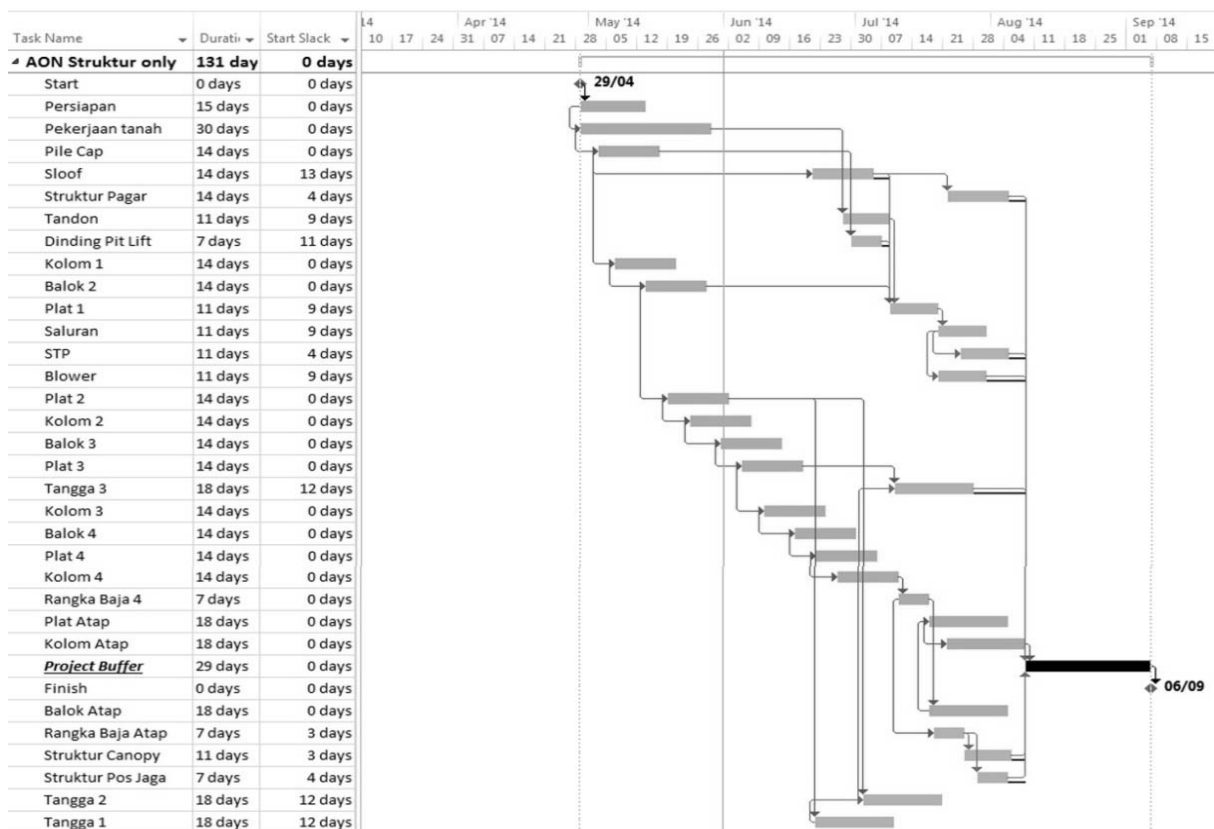 14 Apr '14 May '14 Jun '14 Jul '14 Aug '14 Sep '14
Task Name Durati Start Slack 10 17 24 31 07 14 21 28 05 12 19 26 02 09 16 23 30 07 14 21 28 04 11 18 25 01 08 15
AON Struktur only 131 day 0 days
Start 0 days 0 days 29/04
Persiapan 15 days 0 days
Pekerjaan tanah 30 days 0 days
Pile Cap 14 days 0 days
Sloof 14 days 13 days
Struktur Pagar 14 days 4 days
Tandon 11 days 9 days
Dinding Pit Lift 7 days 11 days
Kolom 1 14 days 0 days
Balok 2 14 days 0 days
Plat 1 11 days 9 days
Saluran 11 days 9 days
STP 11 days 4 days
Blower 11 days 9 days
Plat 2 14 days 0 days
Kolom 2 14 days 0 days
Balok 3 14 days 0 days
Plat 3 14 days 0 days
Tangga 3 18 days 12 days
Kolom 3 14 days 0 days
Balok 4 14 days 0 days
Plat 4 14 days 0 days
Kolom 4 14 days 0 days
Rangka Baja 4 7 days 0 days
Plat Atap 18 days 0 days
Kolom Atap 18 days 0 days
Project Buffer 29 days 0 days
Finish 0 days 0 days 06/09
Balok Atap 18 days 0 days
Rangka Baja Atap 7 days 3 days
Struktur Canopy 11 days 3 days
Struktur Pos Jaga 7 days 4 days
Tangga 2 18 days 12 days
Tangga 1 18 days 12 days